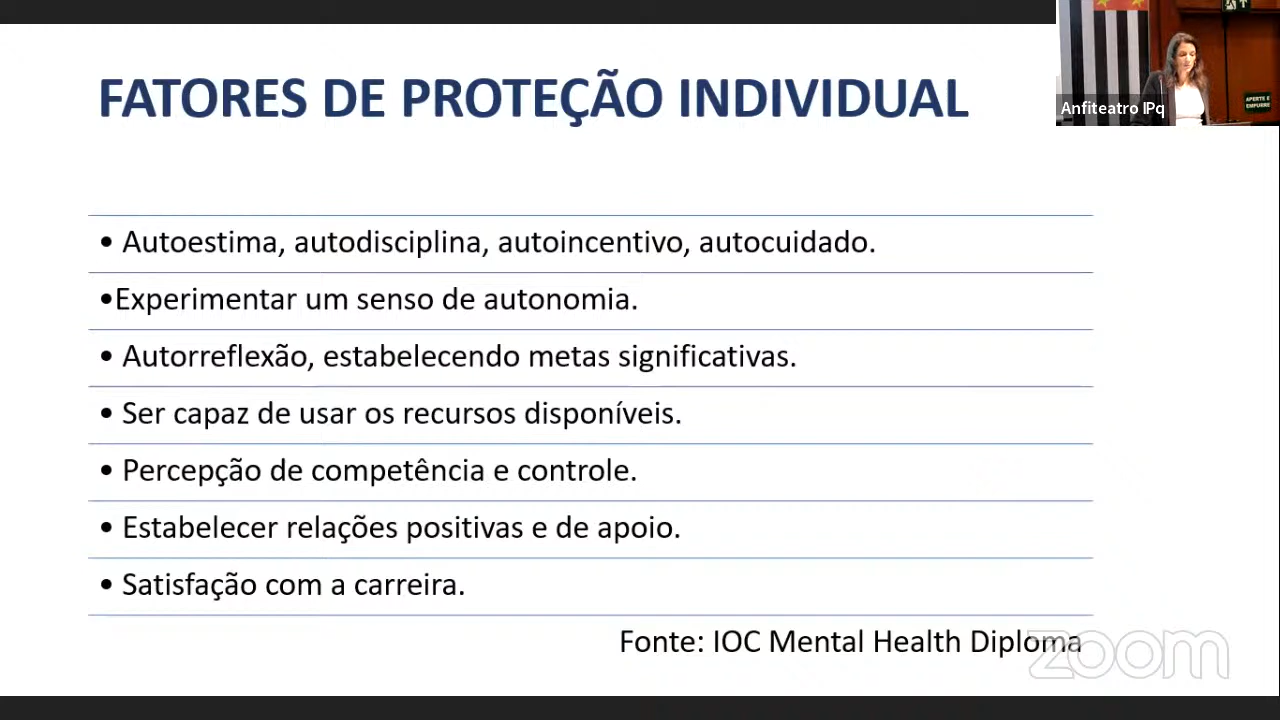 FATORES DE PROTEÇÃO INDIVIDUAL
Anfiteatro IPq
APERTE E
EMPURRE
• Autoestima, autodisciplina, autoincentivo, autocuidado.
•Experimentar um senso de autonomia.
• Autorreflexão, estabelecendo metas significativas.
• Ser capaz de usar os recursos disponíveis.
• Percepção de competência e controle.
• Estabelecer relações positivas e de apoio.
• Satisfação com a carreira.
Fonte: IOC Mental Health Diploma
zoom